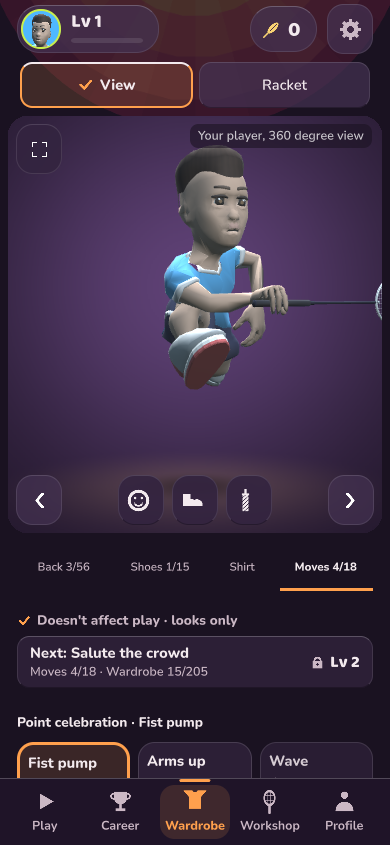 Lv 1
0
View
Racket
Your player, 360 degree view
Back 3/56
Shoes 1/15
Shirt
Moves 4/18
Doesn't affect play · looks only
Next: Salute the crowd
Moves 4/18 · Wardrobe 15/205
Lv 2
Point celebration · Fist pump
Fist pump
Arms up
Wave
Play
Career
Wardrobe
Workshop
Profile